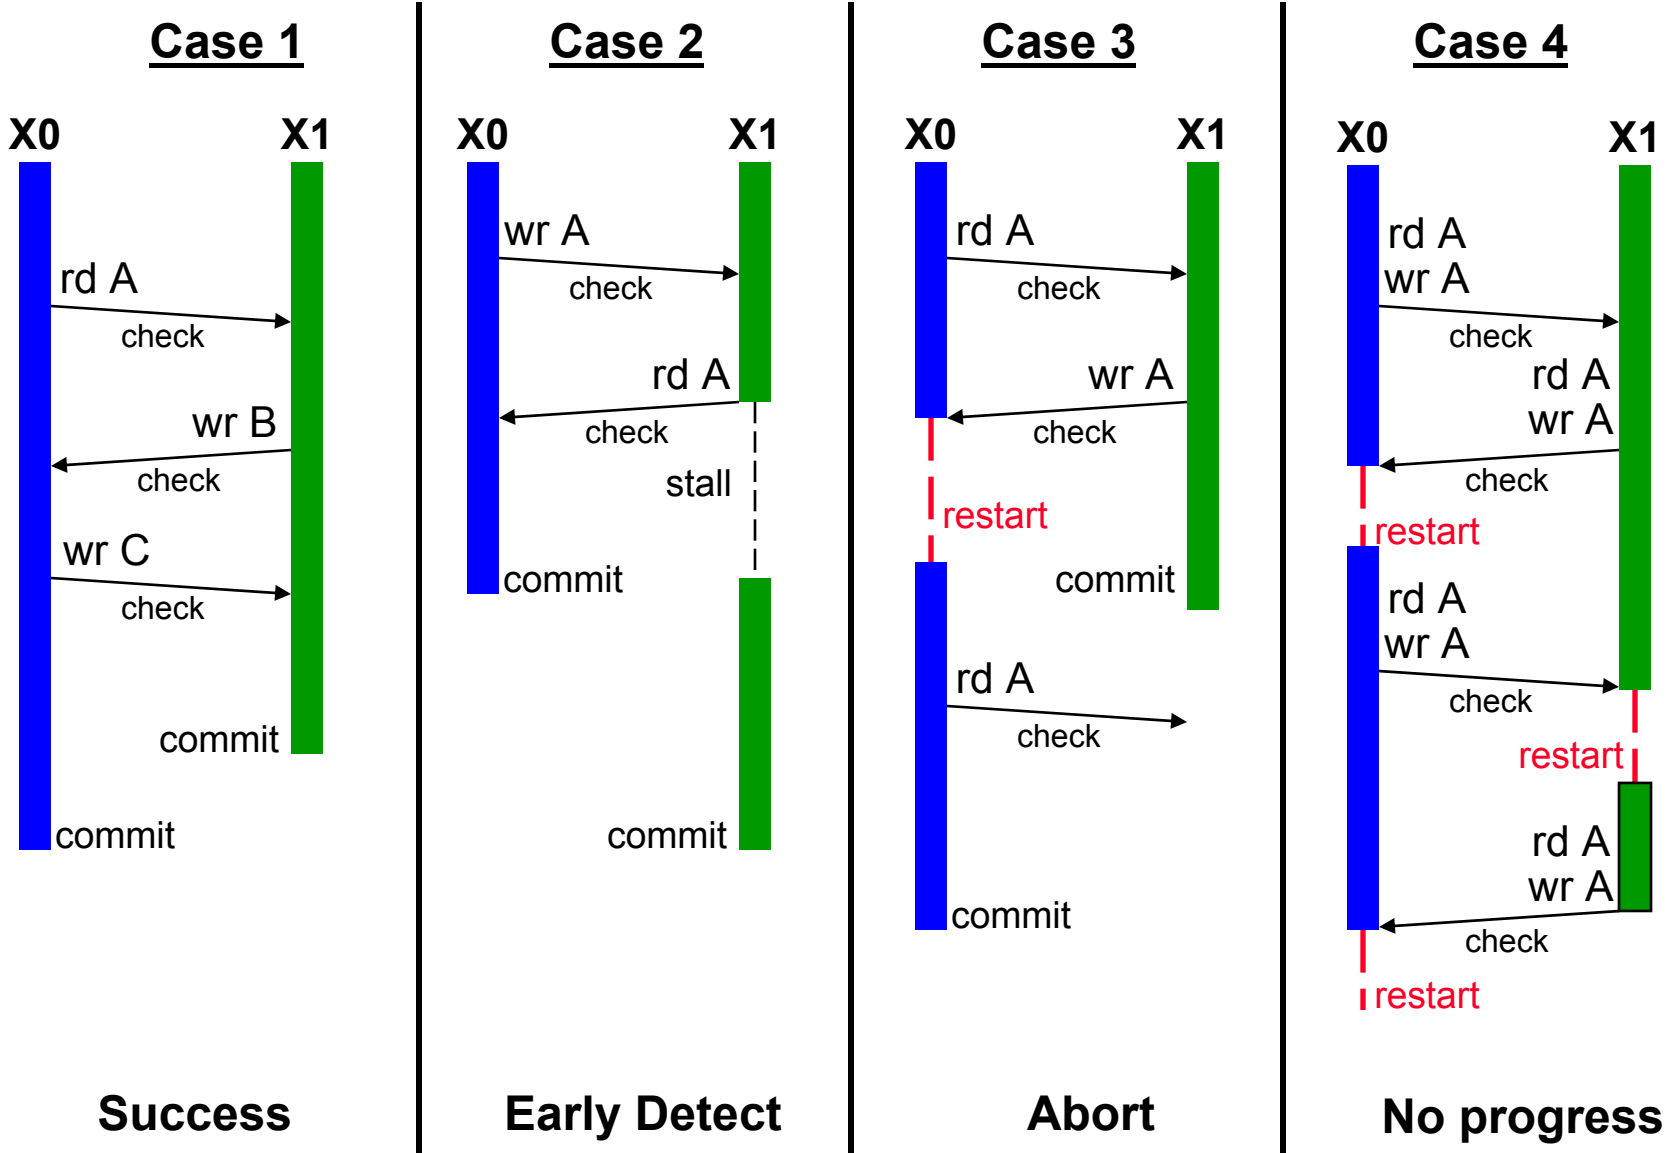 Case 1
X0
X1
rd A
check
wr B
check
wr C
check
commit
commit
Success
Case 2
X0
X1
wr A
check
rd A
check
stall
commit
commit
Early Detect
Case 3
X0
X1
rd A
check
wr A
check
restart
commit
rd A
check
commit
Abort
Case 4
X0
X1
rd A
wr A
check
rd A
wr A
check
restart
rd A
wr A
check
restart
rd A
wr A
check
restart
No progress